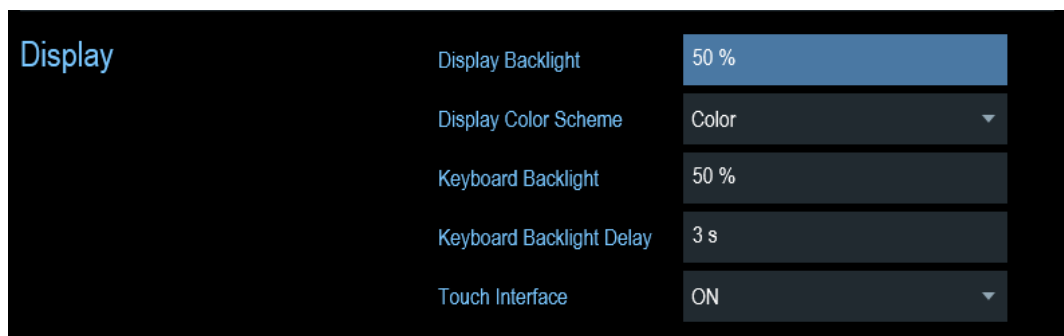 Display
Display Backlight 50 %
Display Color Scheme Color
Keyboard Backlight 50 %
Keyboard Backlight Delay 3 s
Touch Interface ON